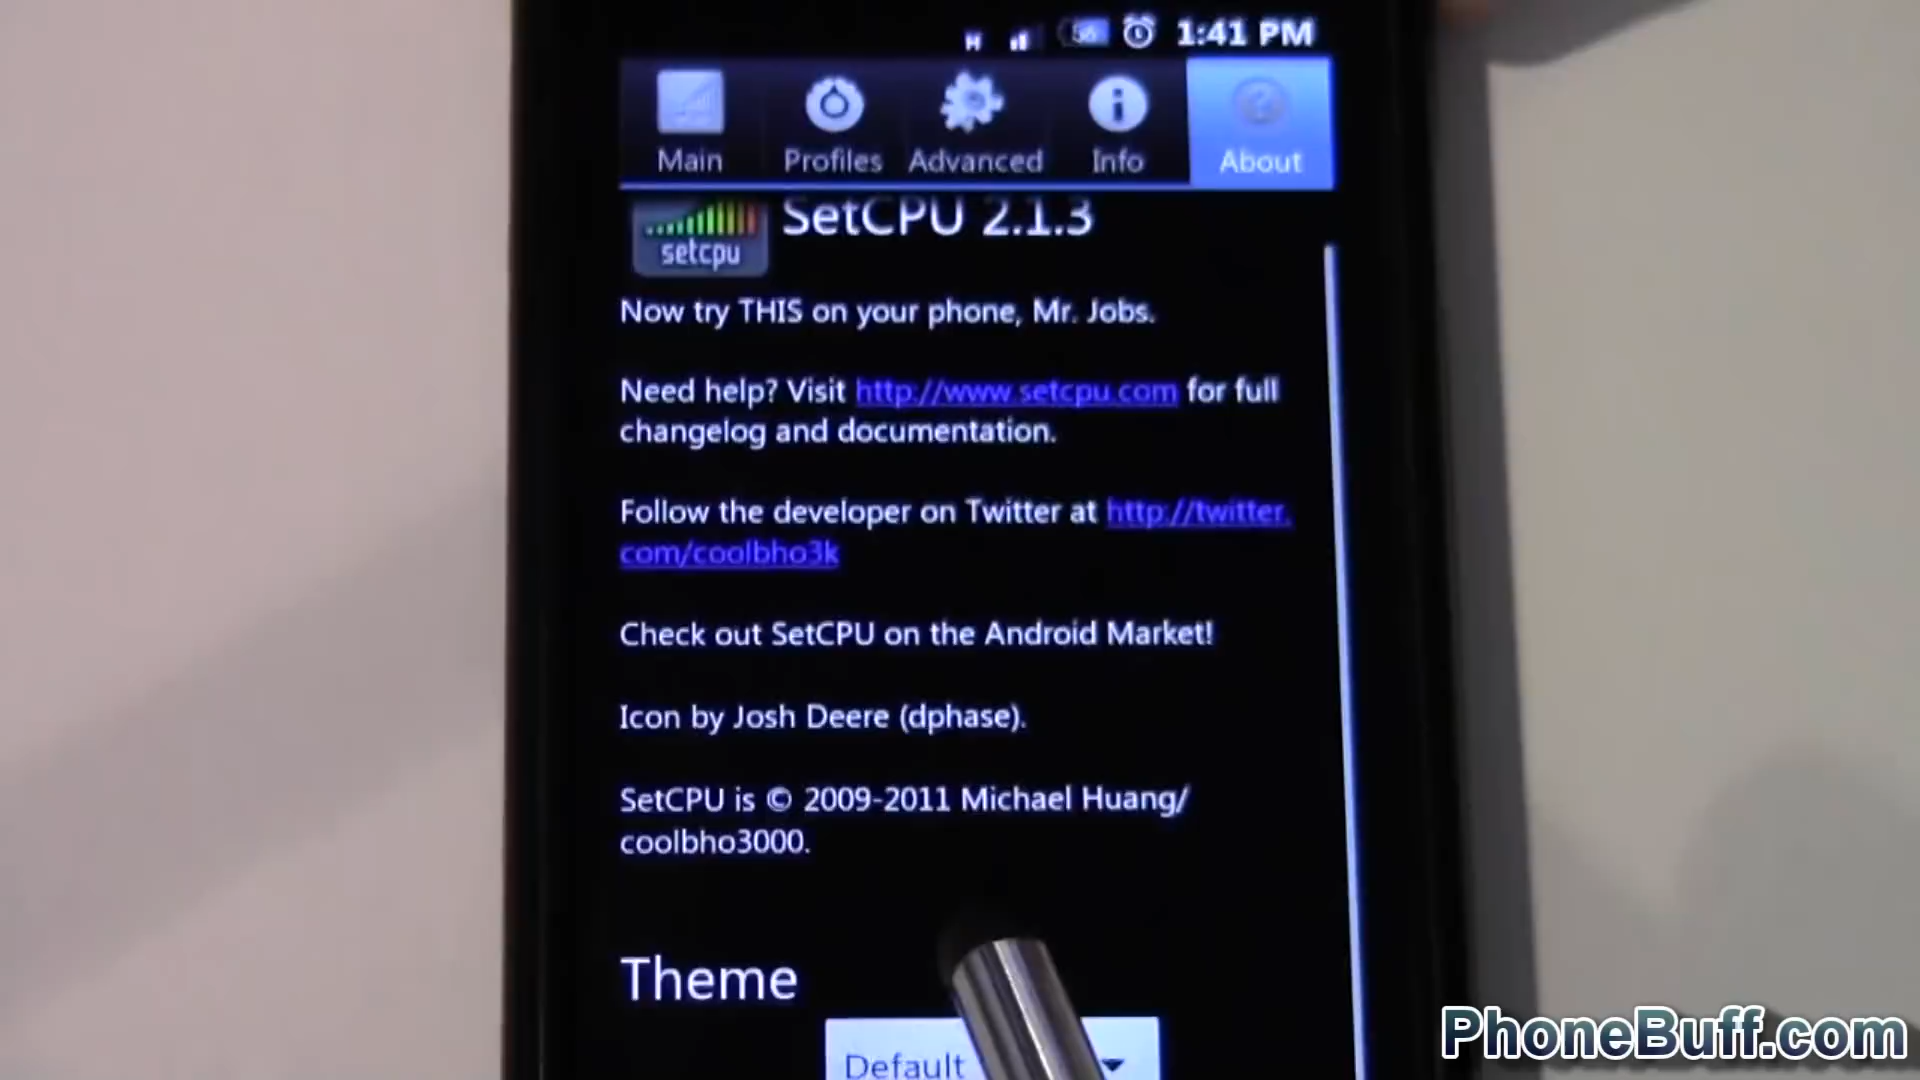 H 56 1:41 PM
Main Profiles Advanced Info About
SetCPU 2.1.3
setcpu
Now try THIS on your phone, Mr. Jobs.
Need help? Visit http://www.setcpu.com for full
changelog and documentation.
Follow the developer on Twitter at http://twitter.
com/coolbho3k
Check out SetCPU on the Android Market!
Icon by Josh Deere (dphase).
SetCPU is © 2009-2011 Michael Huang/
coolbho3000.
Theme
Default
PhoneBuff.com